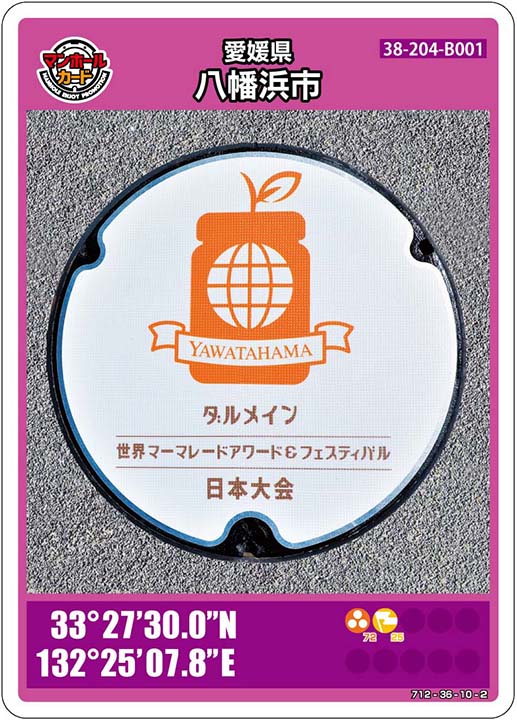 マンホール
カード
MANHOLE ENJOY PROMOTION
愛媛県
八幡浜市
38-204-B001
YAWATAHAMA
ダルメイン
世界マーマレードアワード&フェスティバル
日本大会
33°27’30.0”N
132°25’07.8”E
72 25
712-36-10-2